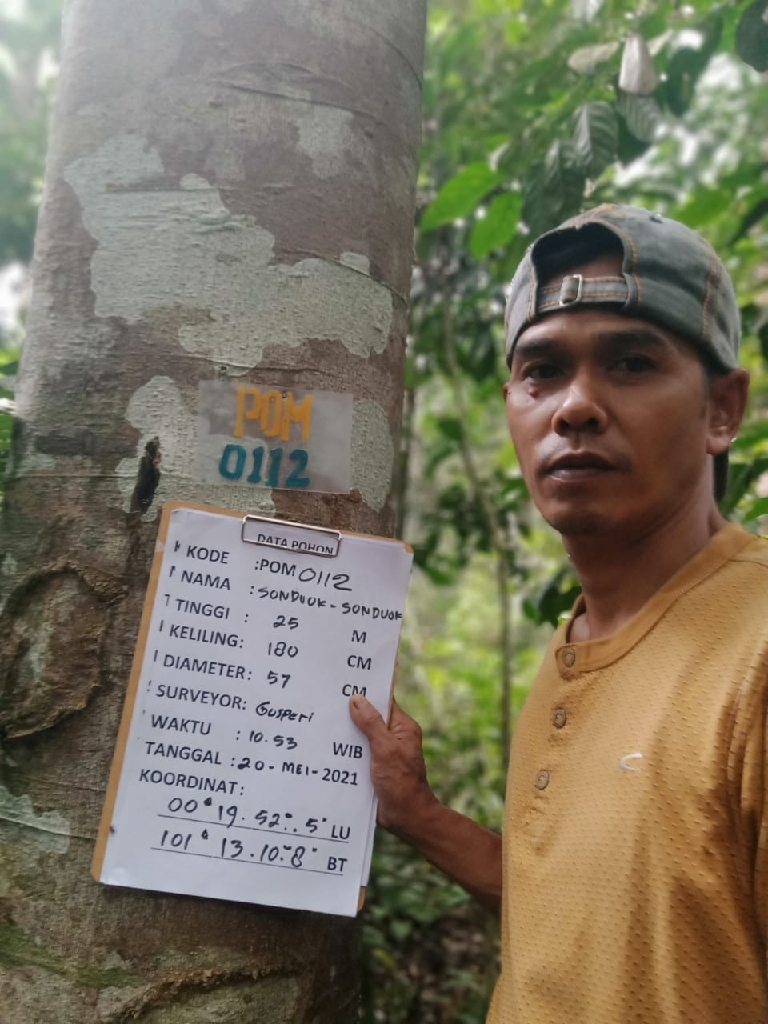 POM
0112
DATA POHON
KODE :POM 0112
NAMA : SONDUOK-SONDUOK
TINGGI : 25 M
KELILING: 180 CM
DIAMETER: 57 CM
SURVEYOR: Gusperi
WAKTU : 10.53 WIB
TANGGAL :20-MEI-2021
KOORDINAT:
00° 19. 52". 5" LU
101° 13.10".8" BT